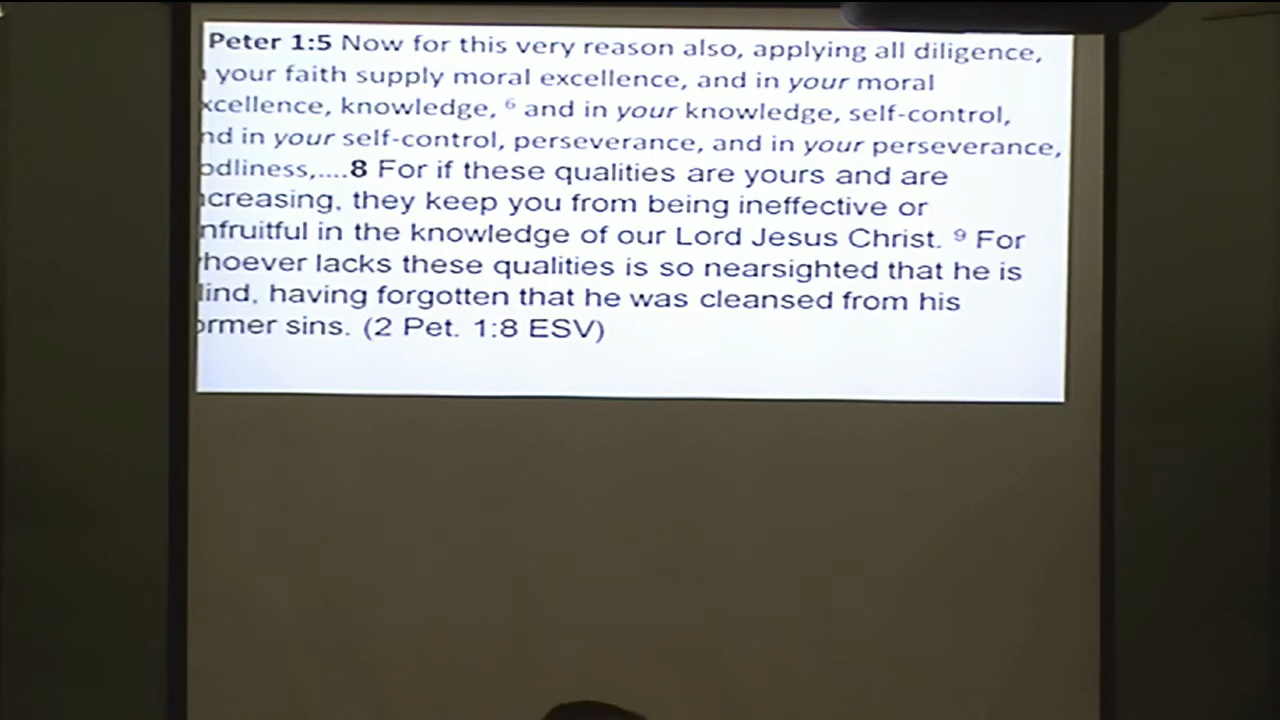 Peter 1:5 Now for this very reason also, applying all diligence,
your faith supply moral excellence, and in your moral
xcellence, knowledge, 6 and in your knowledge, self-control,
nd in your self-control, perseverance, and in your perseverance,
odliness,....8 For if these qualities are yours and are
creasing, they keep you from being ineffective or
nfruitful in the knowledge of our Lord Jesus Christ. 9 For
hoever lacks these qualities is so nearsighted that he is
lind, having forgotten that he was cleansed from his
ormer sins. (2 Pet. 1:8 ESV)